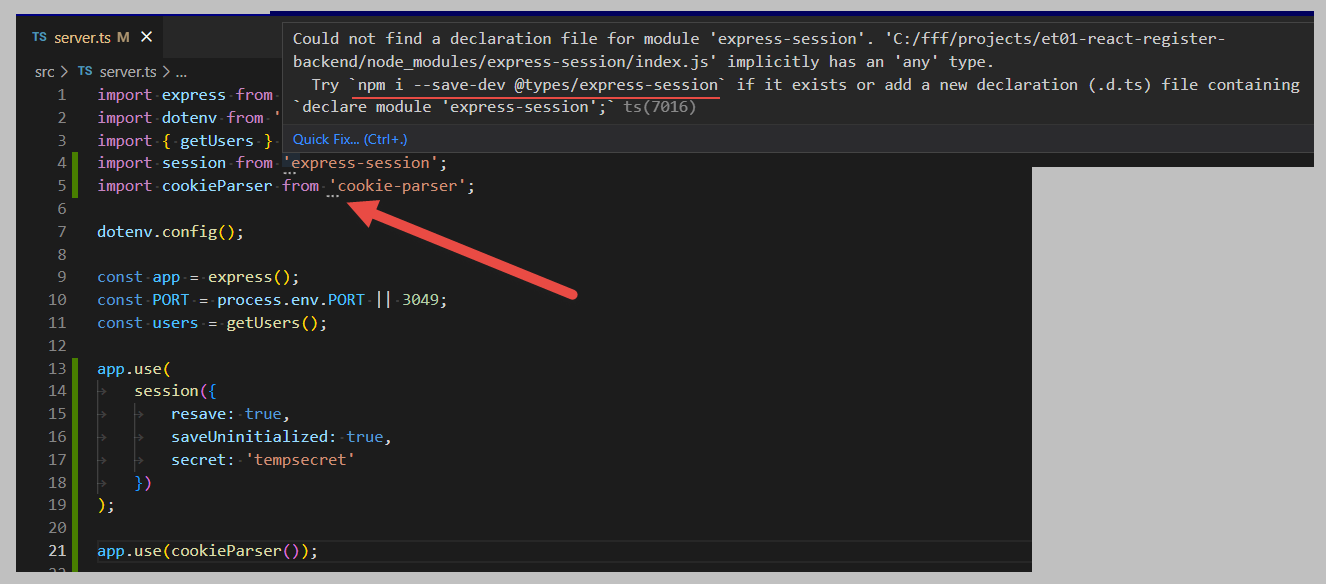 TS server.ts M ✕
Could not find a declaration file for module 'express-session'. 'C:/fff/projects/et01-react-register-
backend/node_modules/express-session/index.js' implicitly has an 'any' type.
Try `npm i --save-dev @types/express-session` if it exists or add a new declaration (.d.ts) file containing
`declare module 'express-session';` ts(7016)
Quick Fix... (Ctrl+.)
src > TS server.ts > ...
1 import express from
2 import dotenv from '
3 import { getUsers }
4 import session from 'express-session';
5 import cookieParser from 'cookie-parser';
6
7 dotenv.config();
8
9 const app = express();
10 const PORT = process.env.PORT || 3049;
11 const users = getUsers();
12
13 app.use(
14 session({
15 resave: true,
16 saveUninitialized: true,
17 secret: 'tempsecret'
18 })
19 );
20
21 app.use(cookieParser());